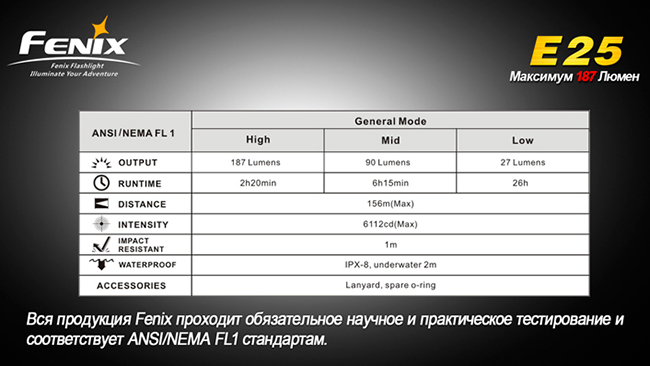 FENIX
Fenix Flashlight
Illuminate Your Adventure
E25
Максимум 187 Люмен
ANSI/NEMA FL 1
General Mode
High Mid Low
OUTPUT 187 Lumens 90 Lumens 27 Lumens
RUNTIME 2h20min 6h15min 26h
DISTANCE 156m(Max)
INTENSITY 6112cd(Max)
IMPACT
RESISTANT 1m
WATERPROOF IPX-8, underwater 2m
ACCESSORIES Lanyard, spare o-ring
Вся продукция Fenix проходит обязательное научное и практическое тестирование и
соответствует ANSI/NEMA FL1 стандартам.